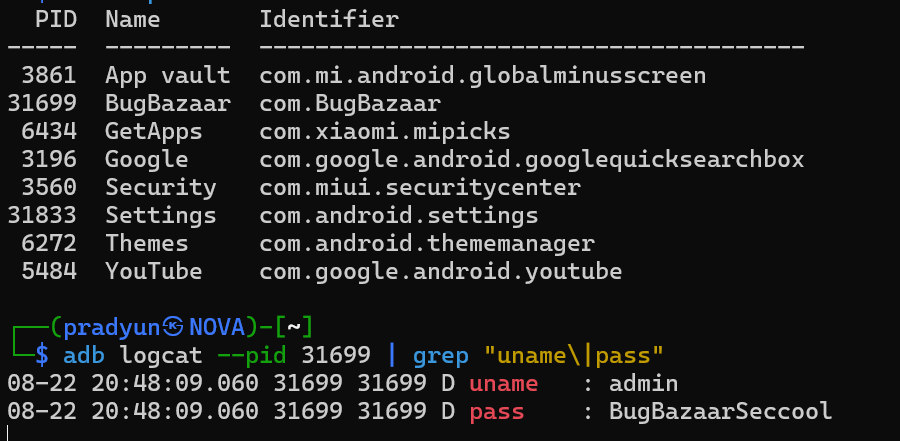 PID  Name       Identifier
-----  ---------  ---------------------------------------
 3861  App vault  com.mi.android.globalminusscreen
31699  BugBazaar  com.BugBazaar
 6434  GetApps    com.xiaomi.mipicks
 3196  Google     com.google.android.googlequicksearchbox
 3560  Security   com.miui.securitycenter
31833  Settings   com.android.settings
 6272  Themes     com.android.thememanager
 5484  YouTube    com.google.android.youtube
┌──(pradyun㉿NOVA)-[~]
└─$ adb logcat --pid 31699 | grep "uname\|pass"
08-22 20:48:09.060 31699 31699 D uname   : admin
08-22 20:48:09.060 31699 31699 D pass    : BugBazaarSeccool